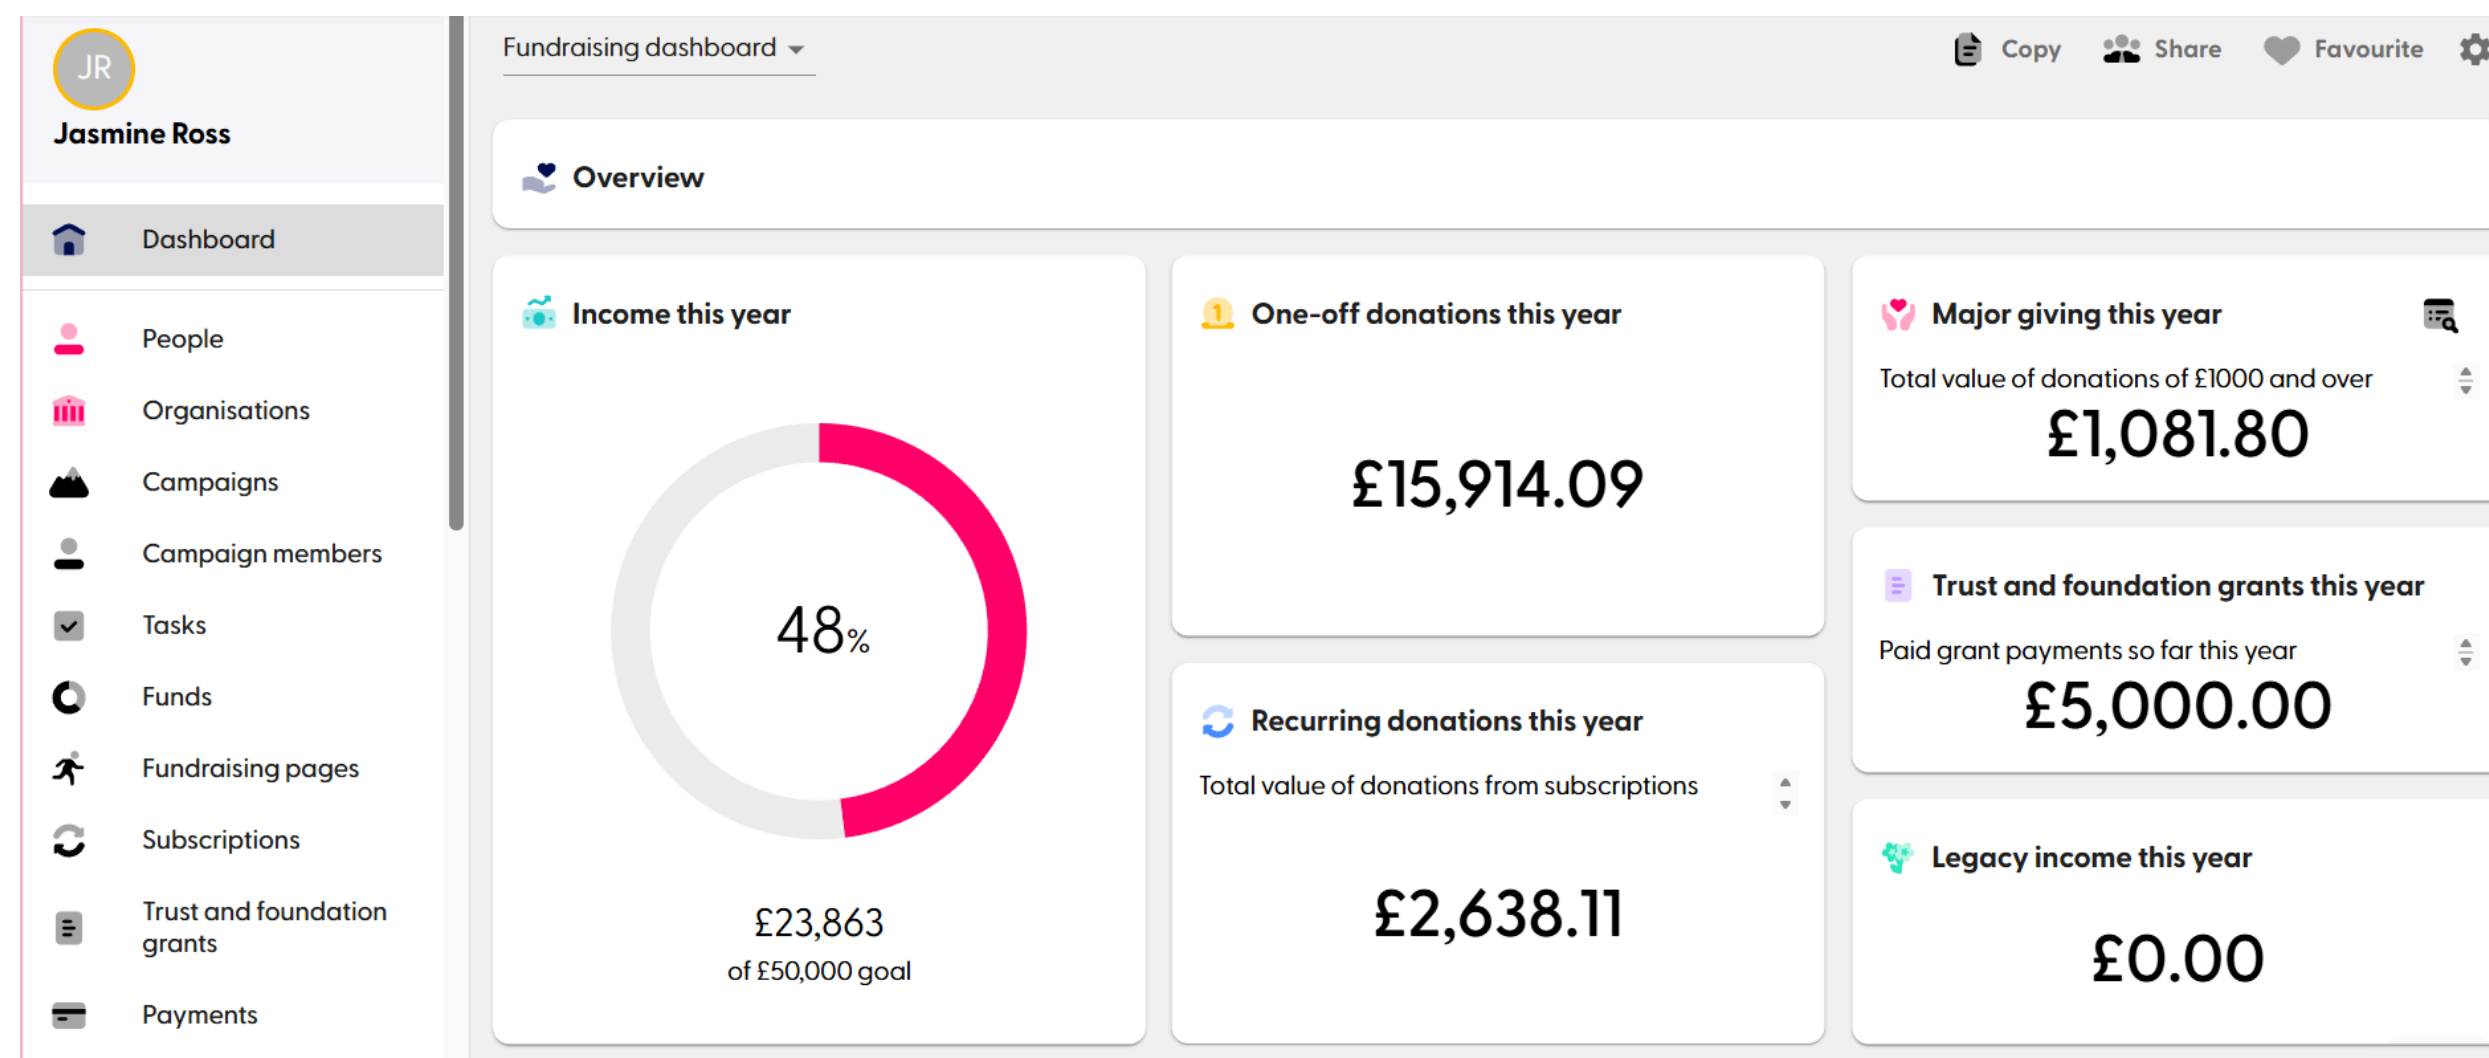 JR
Jasmine Ross
Dashboard
People
Organisations
Campaigns
Campaign members
Tasks
Funds
Fundraising pages
Subscriptions
Trust and foundation
grants
Payments
Fundraising dashboard
Copy
Share
Favourite
Overview
Income this year
48%
£23,863
of £50,000 goal
One-off donations this year
1
£15,914.09
Recurring donations this year
Total value of donations from subscriptions
£2,638.11
Major giving this year
Total value of donations of £1000 and over
£1,081.80
Trust and foundation grants this year
Paid grant payments so far this year
£5,000.00
Legacy income this year
£0.00